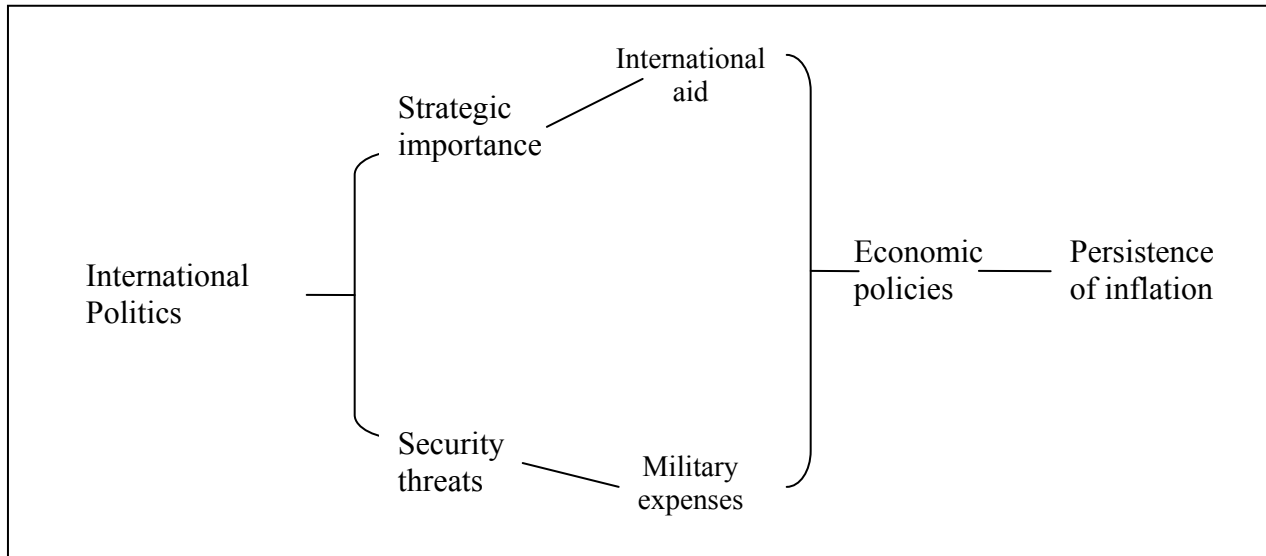 International
aid
Strategic
importance
International
Politics
Economic
policies
Persistence
of inflation
Security
threats
Military
expenses